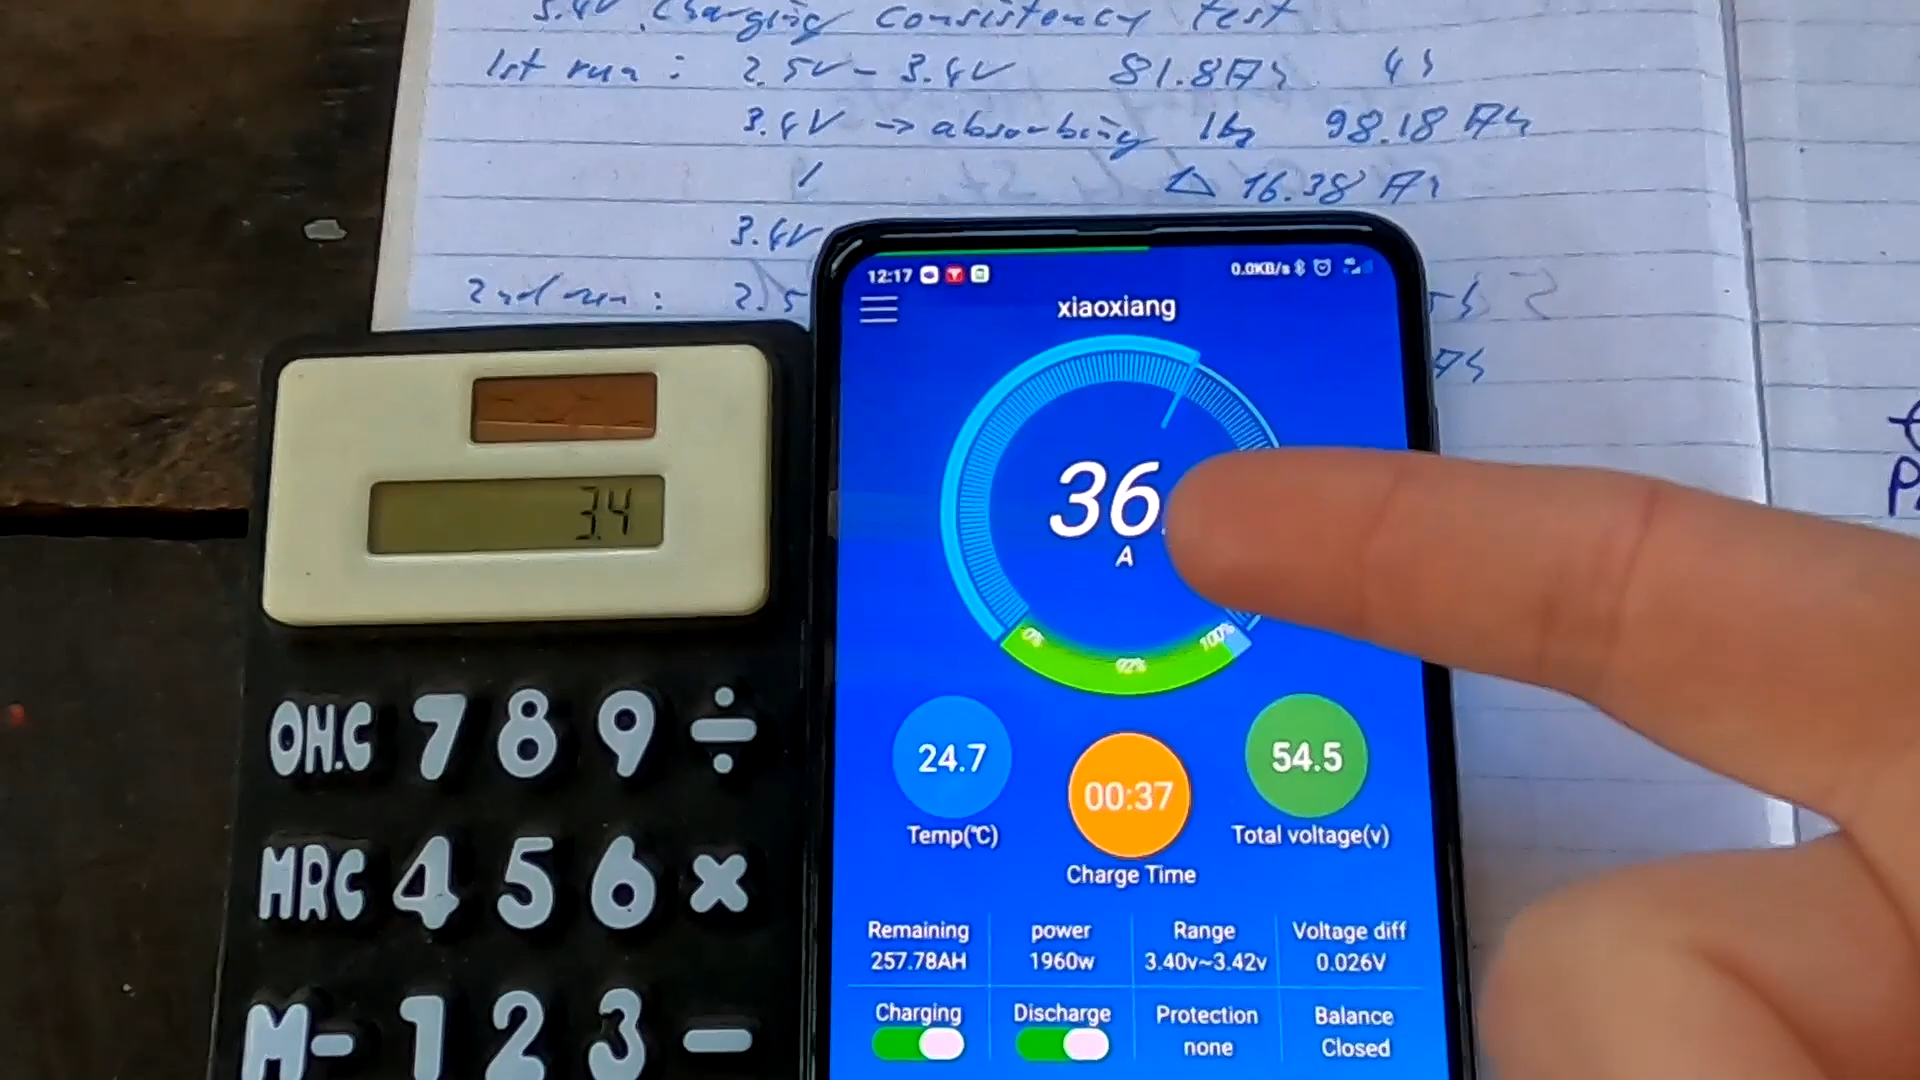 3.4V Charging consistency test
1st run : 2.5V - 3.4V 81.8Ah 4h
3.4V → absorbing 1h 98.18 Ah
Δ 16.38 Ah
3.4V
2nd run : 2.5
Ah
12:17
0.0KB/s
xiaoxiang
36
A
0%
92%
100%
24.7
Temp(℃)
00:37
Charge Time
54.5
Total voltage(v)
Remaining
257.78AH
power
1960w
Range
3.40v~3.42v
Voltage diff
0.026V
Charging
Discharge
Protection
none
Balance
Closed
3.4
ON.C 7 8 9 ÷
MRC 4 5 6 ×
M- 1 2 3 -